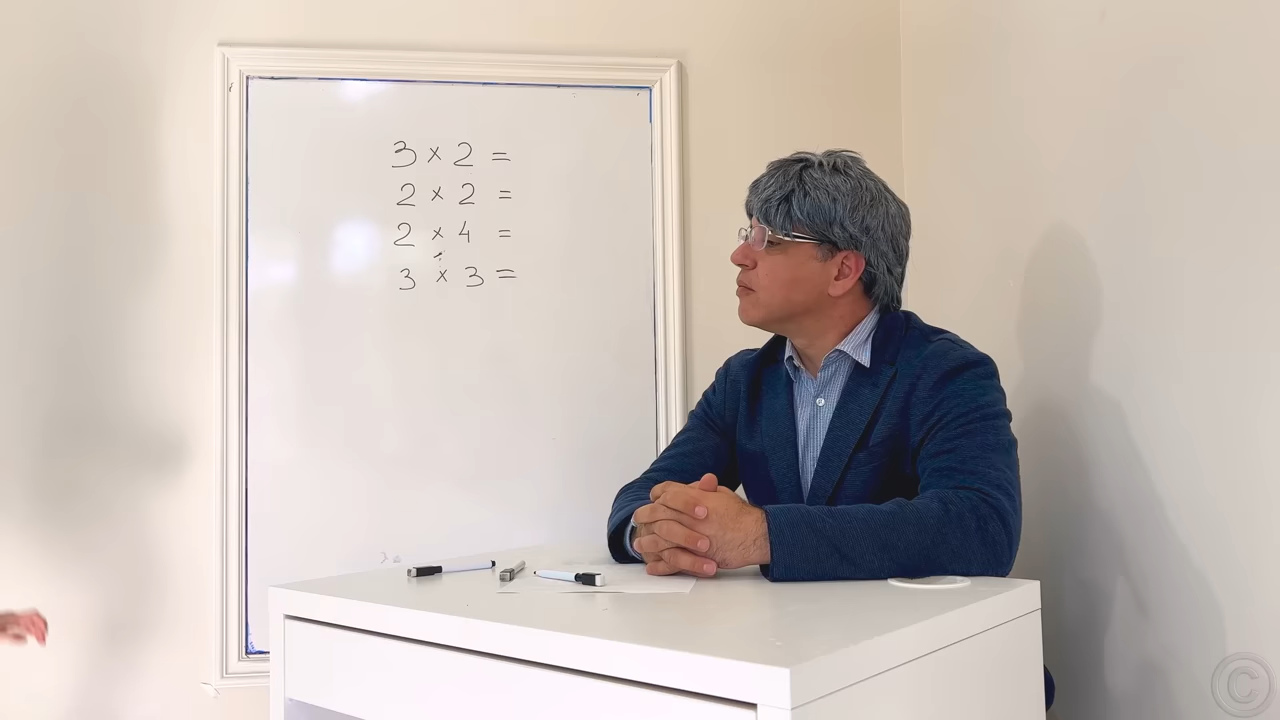 3 × 2 =
2 × 2 =
2 × 4 =
3 × 3 =
©